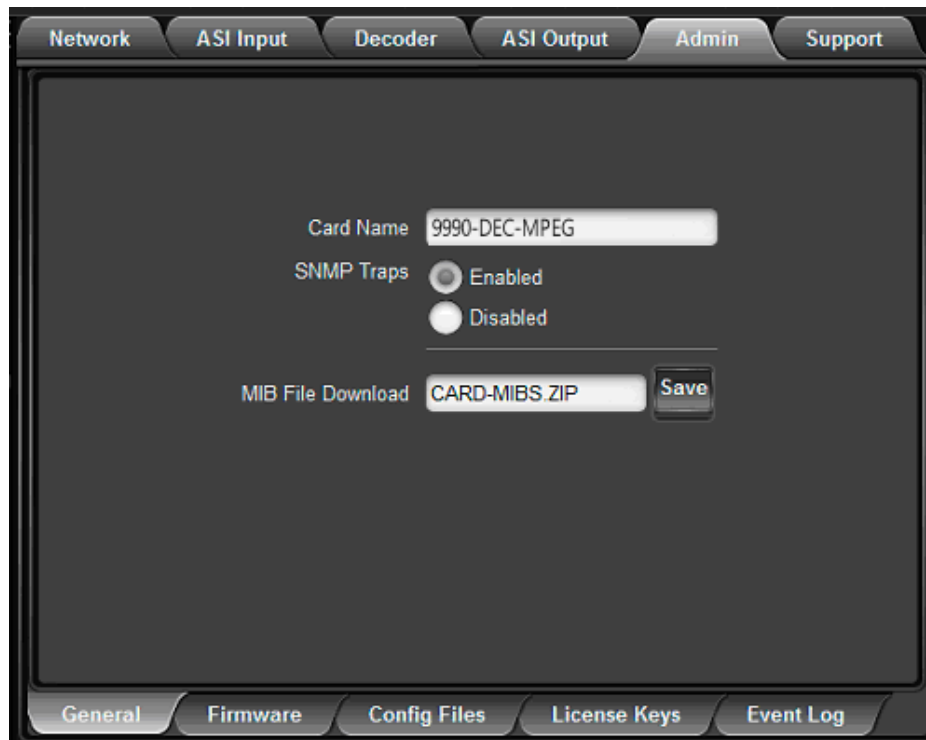 Network ASI Input Decoder ASI Output Admin Support
Card Name 9990-DEC-MPEG
SNMP Traps Enabled
Disabled
MIB File Download CARD-MIBS.ZIP Save
General Firmware Config Files License Keys Event Log